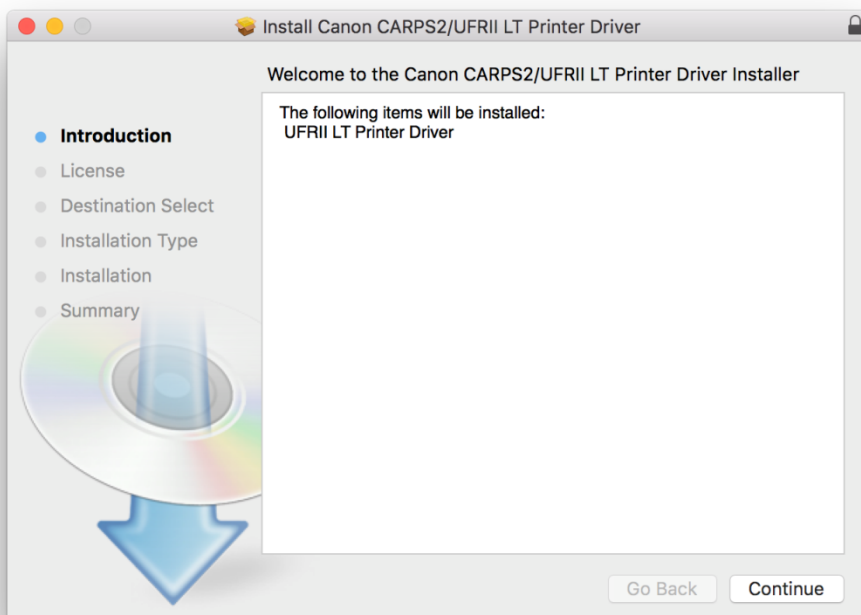 Install Canon CARPS2/UFRII LT Printer Driver
Welcome to the Canon CARPS2/UFRII LT Printer Driver Installer
Introduction
License
Destination Select
Installation Type
Installation
Summary
The following items will be installed:
UFRII LT Printer Driver
Go Back
Continue